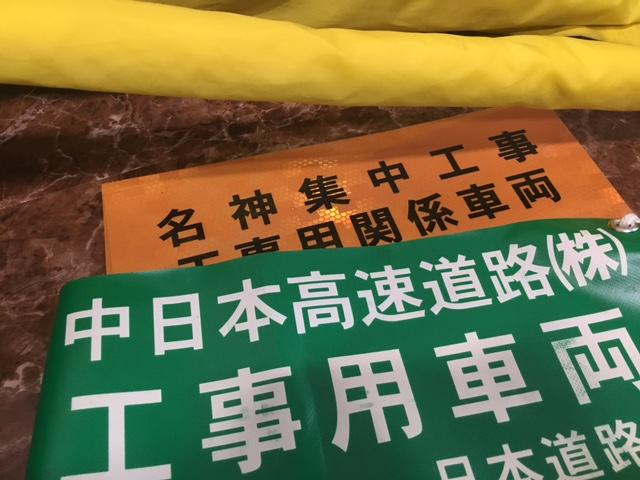 名神集中工事
工事用関係車両
中日本高速道路(株)
工事用車両
日本道路